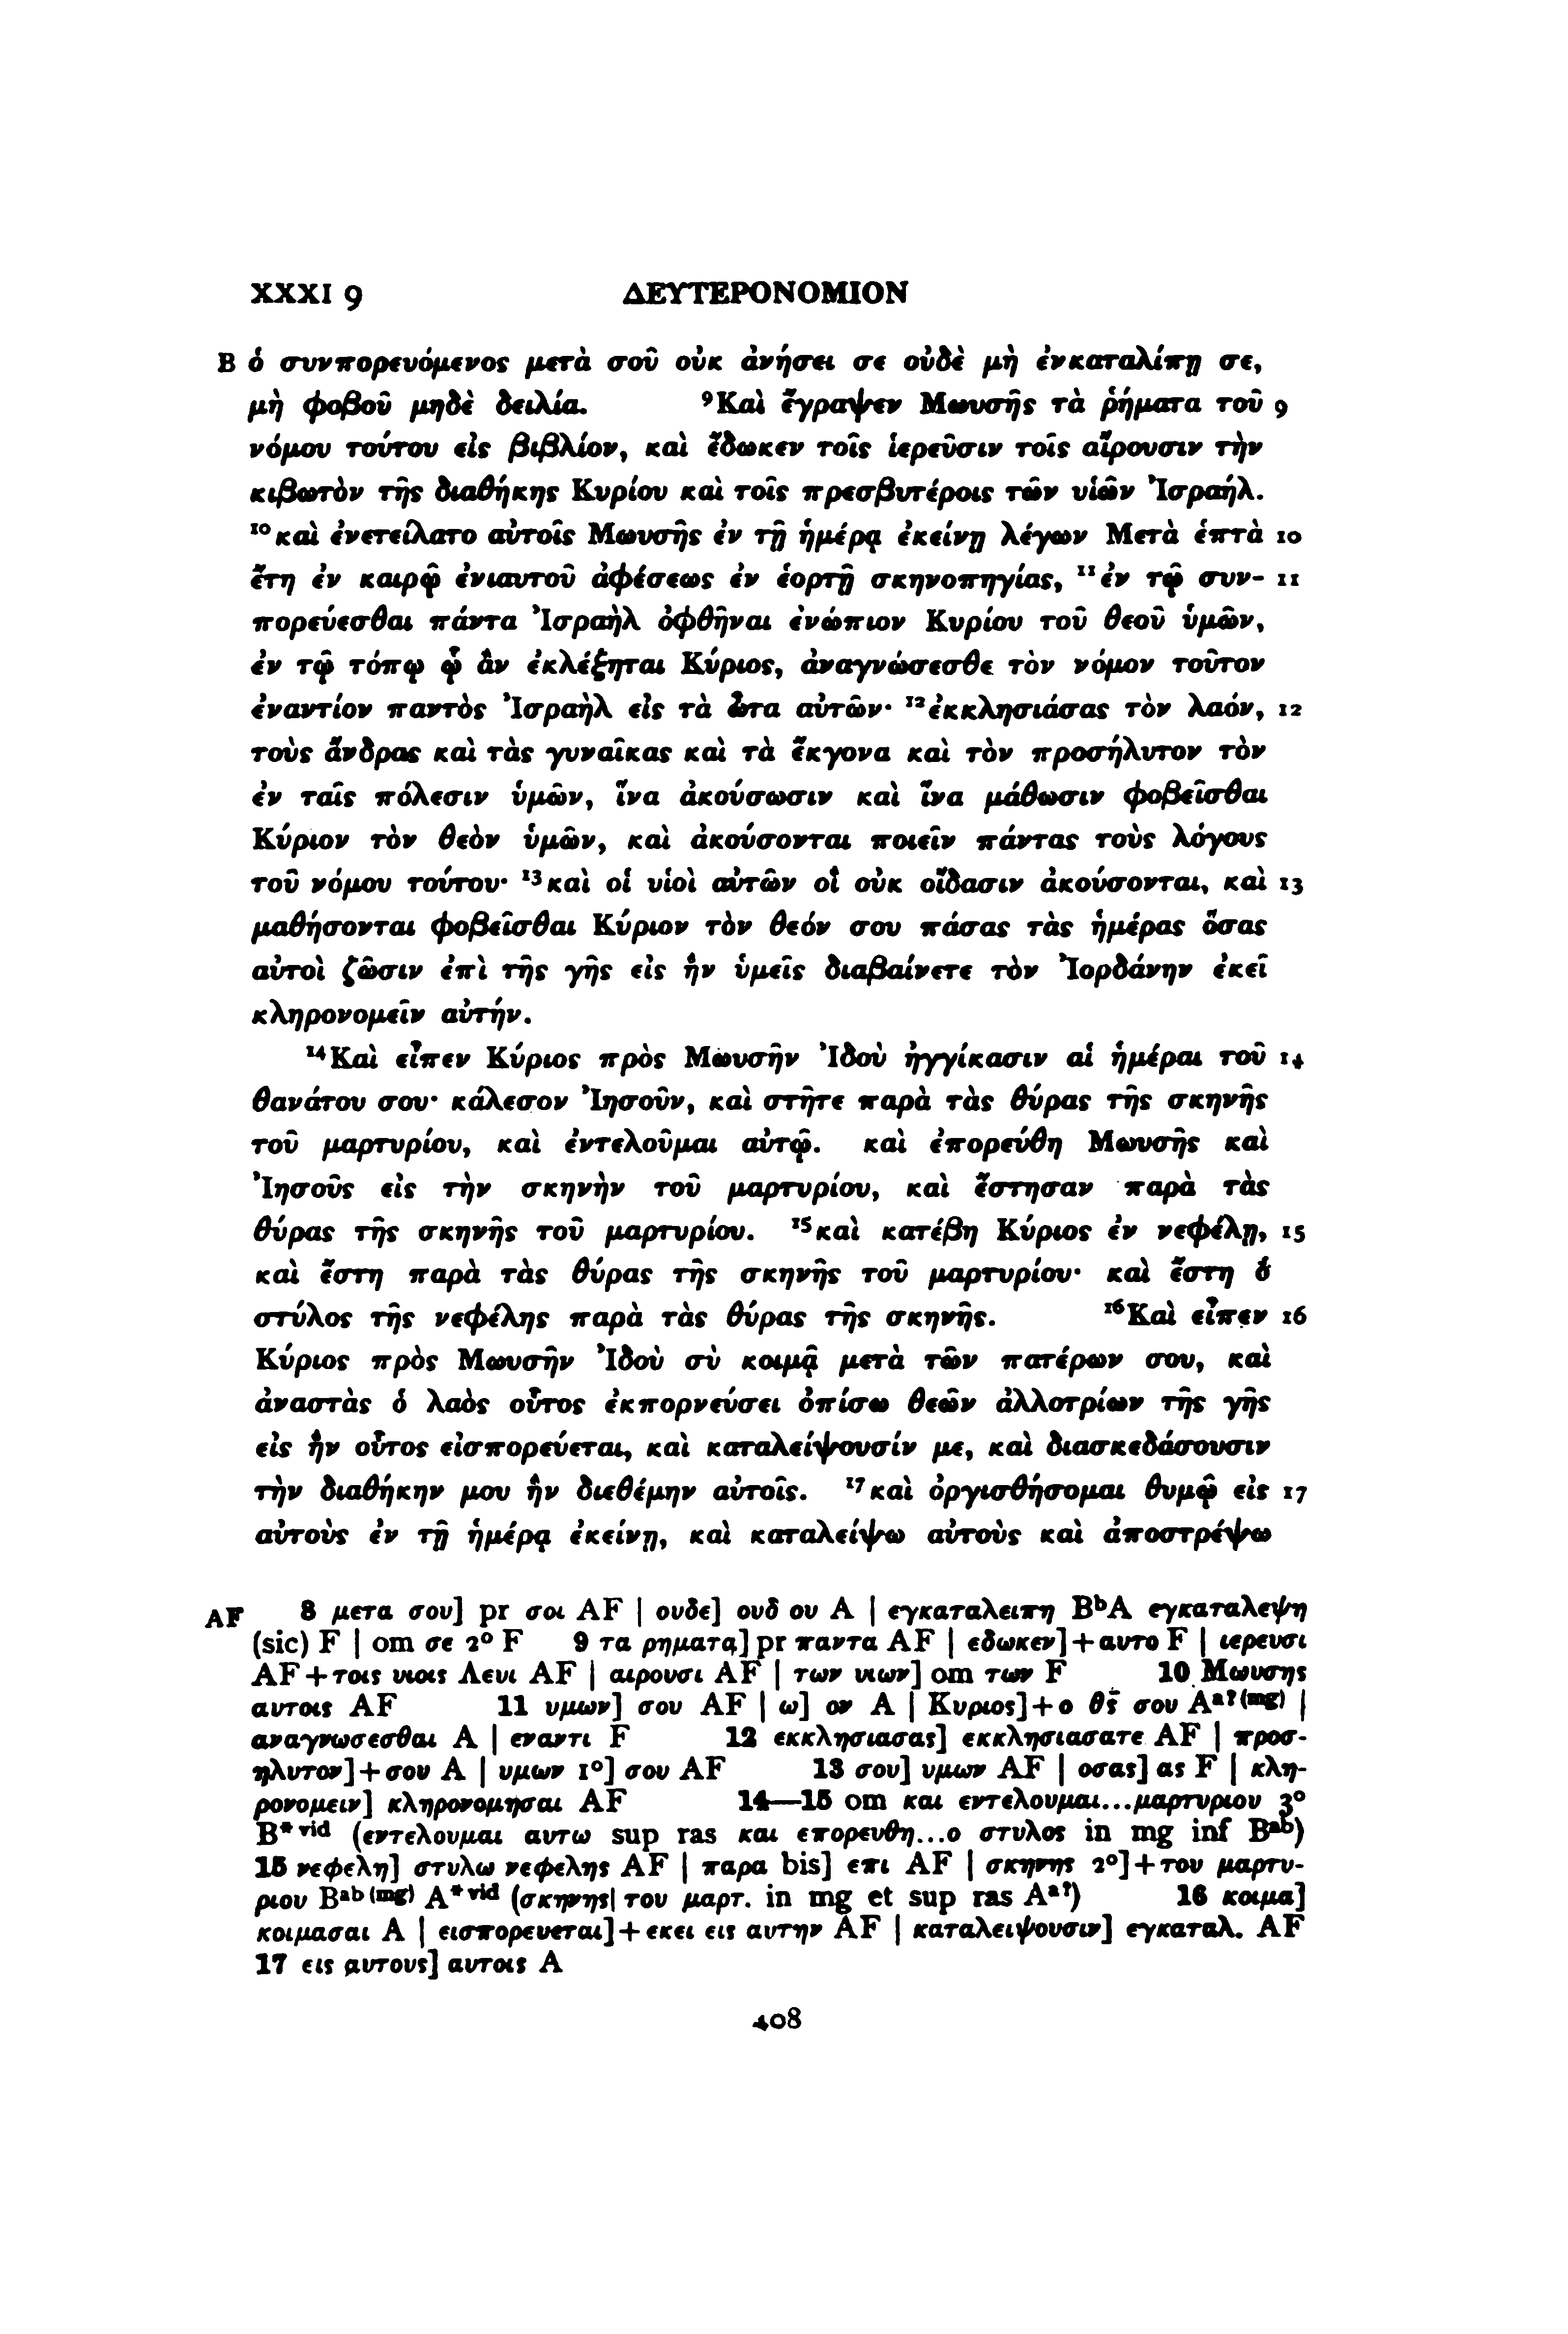 XXXI 9 ΔΕΥΤΕΡΟΝΟΜΙΟΝ
B ὁ συνπορευόμενος μετὰ σοῦ οὐκ ἀνήσει σε οὐδὲ μὴ ἐνκαταλίπῃ σε,
μὴ φοβοῦ μηδὲ δειλία. ⁹Καὶ ἔγραψεν Μωυσῆς τὰ ῥήματα τοῦ 9
νόμου τούτου εἰς βιβλίον, καὶ ἔδωκεν τοῖς ἱερεῦσιν τοῖς αἴρουσιν τὴν
κιβωτὸν τῆς διαθήκης Κυρίου καὶ τοῖς πρεσβυτέροις τῶν υἱῶν Ἰσραήλ.
¹⁰καὶ ἐνετείλατο αὐτοῖς Μωυσῆς ἐν τῇ ἡμέρᾳ ἐκείνῃ λέγων Μετὰ ἑπτὰ 10
ἔτη ἐν καιρῷ ἐνιαυτοῦ ἀφέσεως ἐν ἑορτῇ σκηνοπηγίας, ¹¹ἐν τῷ συν- 11
πορεύεσθαι πάντα Ἰσραὴλ ὀφθῆναι ἐνώπιον Κυρίου τοῦ θεοῦ ὑμῶν,
ἐν τῷ τόπῳ ᾧ ἂν ἐκλέξηται Κύριος, ἀναγνώσεσθε τὸν νόμον τοῦτον
ἐναντίον παντὸς Ἰσραὴλ εἰς τὰ ὦτα αὐτῶν· ¹²ἐκκλησιάσας τὸν λαόν, 12
τοὺς ἄνδρας καὶ τὰς γυναῖκας καὶ τὰ ἔκγονα καὶ τὸν προσήλυτον τὸν
ἐν ταῖς πόλεσιν ὑμῶν, ἵνα ἀκούσωσιν καὶ ἵνα μάθωσιν φοβεῖσθαι
Κύριον τὸν θεὸν ὑμῶν, καὶ ἀκούσονται ποιεῖν πάντας τοὺς λόγους
τοῦ νόμου τούτου· ¹³καὶ οἱ υἱοὶ αὐτῶν οἳ οὐκ οἴδασιν ἀκούσονται, καὶ 13
μαθήσονται φοβεῖσθαι Κύριον τὸν θεόν σου πάσας τὰς ἡμέρας ὅσας
αὐτοὶ ζῶσιν ἐπὶ τῆς γῆς εἰς ἣν ὑμεῖς διαβαίνετε τὸν Ἰορδάνην ἐκεῖ
κληρονομεῖν αὐτήν.
¹⁴Καὶ εἶπεν Κύριος πρὸς Μωυσῆν Ἰδοὺ ἠγγίκασιν αἱ ἡμέραι τοῦ 14
θανάτου σου· κάλεσον Ἰησοῦν, καὶ στῆτε παρὰ τὰς θύρας τῆς σκηνῆς
τοῦ μαρτυρίου, καὶ ἐντελοῦμαι αὐτῷ. καὶ ἐπορεύθη Μωυσῆς καὶ
Ἰησοῦς εἰς τὴν σκηνὴν τοῦ μαρτυρίου, καὶ ἔστησαν παρὰ τὰς
θύρας τῆς σκηνῆς τοῦ μαρτυρίου. ¹⁵καὶ κατέβη Κύριος ἐν νεφέλῃ, 15
καὶ ἔστη παρὰ τὰς θύρας τῆς σκηνῆς τοῦ μαρτυρίου· καὶ ἔστη ὁ
στύλος τῆς νεφέλης παρὰ τὰς θύρας τῆς σκηνῆς. ¹⁶Καὶ εἶπεν 16
Κύριος πρὸς Μωυσῆν Ἰδοὺ σὺ κοιμᾷ μετὰ τῶν πατέρων σου, καὶ
ἀναστὰς ὁ λαὸς οὗτος ἐκπορνεύσει ὀπίσω θεῶν ἀλλοτρίων τῆς γῆς
εἰς ἣν οὗτος εἰσπορεύεται, καὶ καταλείψουσίν με, καὶ διασκεδάσουσιν
τὴν διαθήκην μου ἣν διεθέμην αὐτοῖς. ¹⁷καὶ ὀργισθήσομαι θυμῷ εἰς 17
αὐτοὺς ἐν τῇ ἡμέρᾳ ἐκείνῃ, καὶ καταλείψω αὐτοὺς καὶ ἀποστρέψω
AF 8 μετα σου] pr σοι AF | ουδε] ουδ ου A | εγκαταλειπη BᵇA εγκαταλεψη
(sic) F | om σε 2° F 9 τα ρηματα] pr παντα AF | εδωκεν]+αυτο F | ιερευσι
AF+τοις υιοις Λευι AF | αιρουσι AF | των υιων] om των F 10 Μωυσης
αυτοις AF 11 υμων] σου AF | ω] ον A | Κυριος]+ο θς̅ σου Aᵃ?⁽ᵐᵍ⁾ |
αναγνωσεσθαι A | εναντι F 12 εκκλησιασας] εκκλησιασατε AF | προσ-
ηλυτον]+σου A | υμων 1°] σου AF 13 σου] υμων AF | οσας] ας F | κλη-
ρονομειν] κληρονομησαι AF 14—15 om και εντελουμαι...μαρτυριου 3°
B*ᵛⁱᵈ (εντελουμαι αυτω sup ras και επορευθη...ο στυλος in mg inf Bᵃᵇ)
15 νεφελη] στυλω νεφελης AF | παρα bis] επι AF | σκηνης 2°]+του μαρτυ-
ριου Bᵃᵇ⁽ᵐᵍ⁾ A*ᵛⁱᵈ (σκηνης| του μαρτ. in mg et sup ras Aᵃ?) 16 κοιμα]
κοιμασαι A | εισπορευεται]+εκει εις αυτην AF | καταλειψουσιν] εγκαταλ. AF
17 εις αυτους] αυτοις A
408